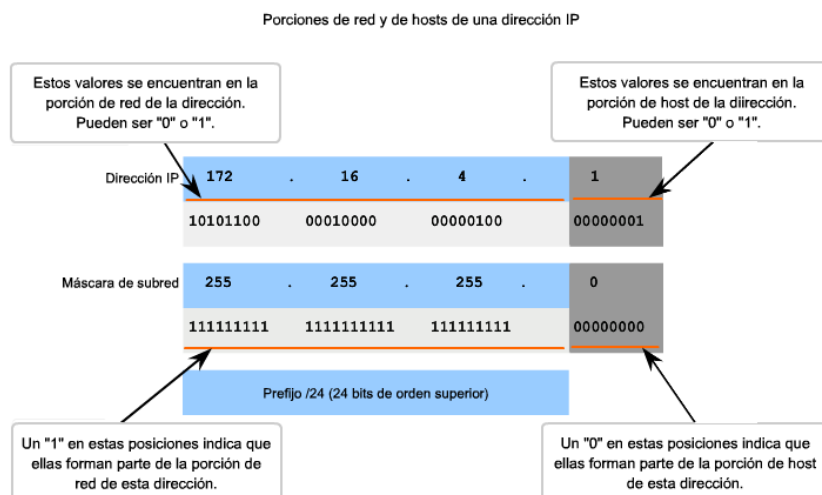 Porciones de red y de hosts de una dirección IP
Estos valores se encuentran en la
porción de red de la dirección.
Pueden ser "0" o "1".
Estos valores se encuentran en la
porción de host de la diirección.
Pueden ser "0" o "1".
Dirección IP 172 . 16 . 4 . 1
10101100 00010000 00000100 00000001
Máscara de subred 255 . 255 . 255 . 0
111111111 1111111111 111111111 00000000
Prefijo /24 (24 bits de orden superior)
Un "1" en estas posiciones indica que
ellas forman parte de la porción de
red de esta dirección.
Un "0" en estas posiciones indica que
ellas forman parte de la porción de host
de esta dirección.